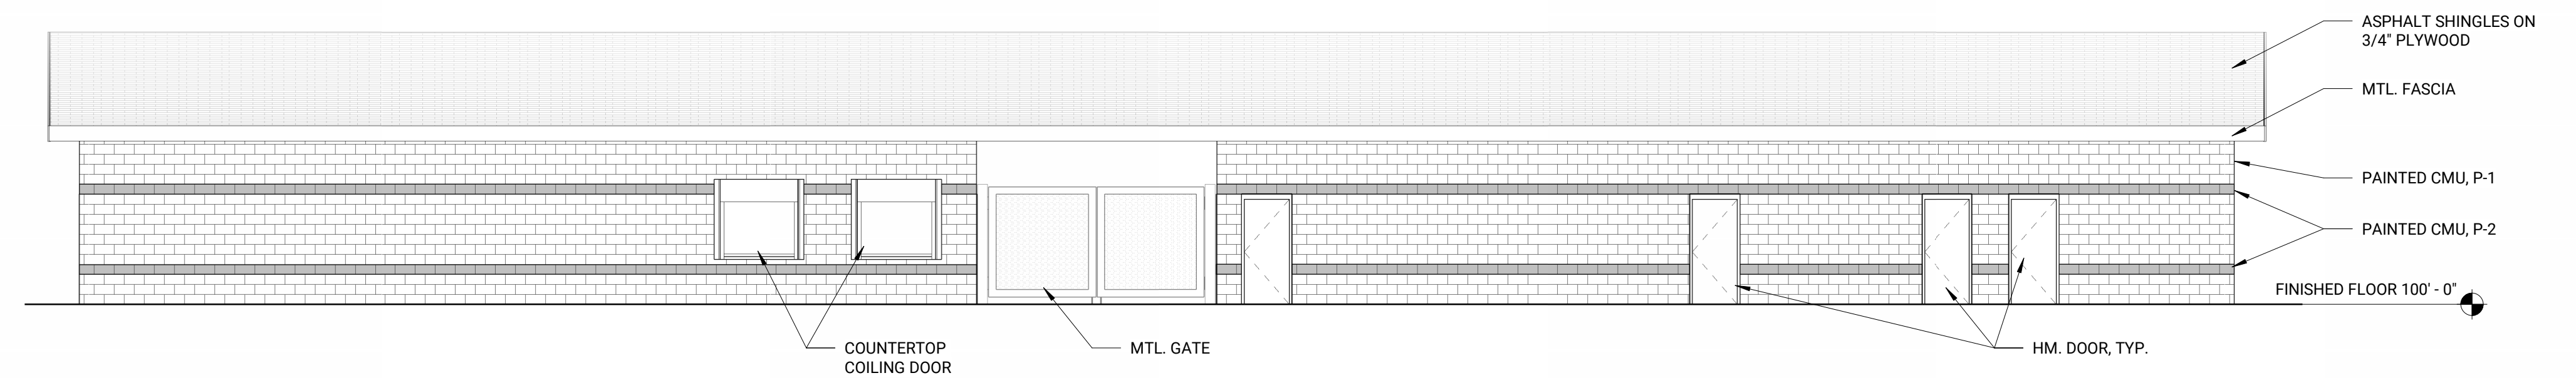 ASPHALT SHINGLES ON
3/4" PLYWOOD
MTL. FASCIA
PAINTED CMU, P-1
PAINTED CMU, P-2
FINISHED FLOOR 100' - 0"
COUNTERTOP
COILING DOOR
MTL. GATE
HM. DOOR, TYP.